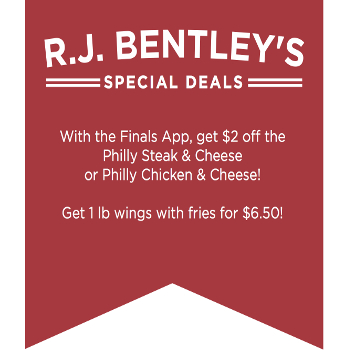 R.J. BENTLEY'S
SPECIAL DEALS
With the Finals App, get $2 off the
Philly Steak & Cheese
or Philly Chicken & Cheese!
Get 1 lb wings with fries for $6.50!